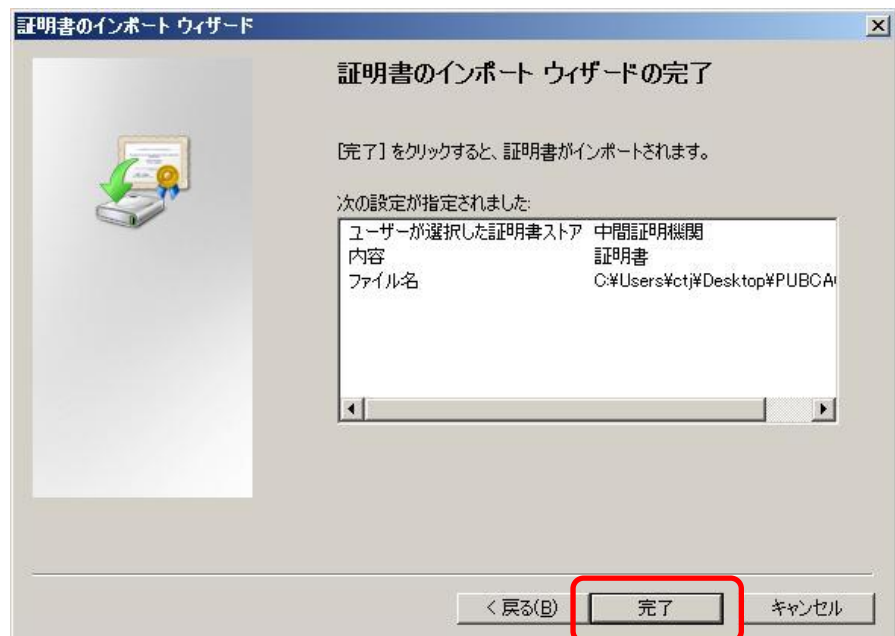 証明書のインポート ウィザード
証明書のインポート ウィザードの完了
[完了] をクリックすると、証明書がインポートされます。
次の設定が指定されました:
ユーザーが選択した証明書ストア 中間証明機関
内容 証明書
ファイル名 C:¥Users¥ctj¥Desktop¥PUBCA
< 戻る(B) 完了 キャンセル